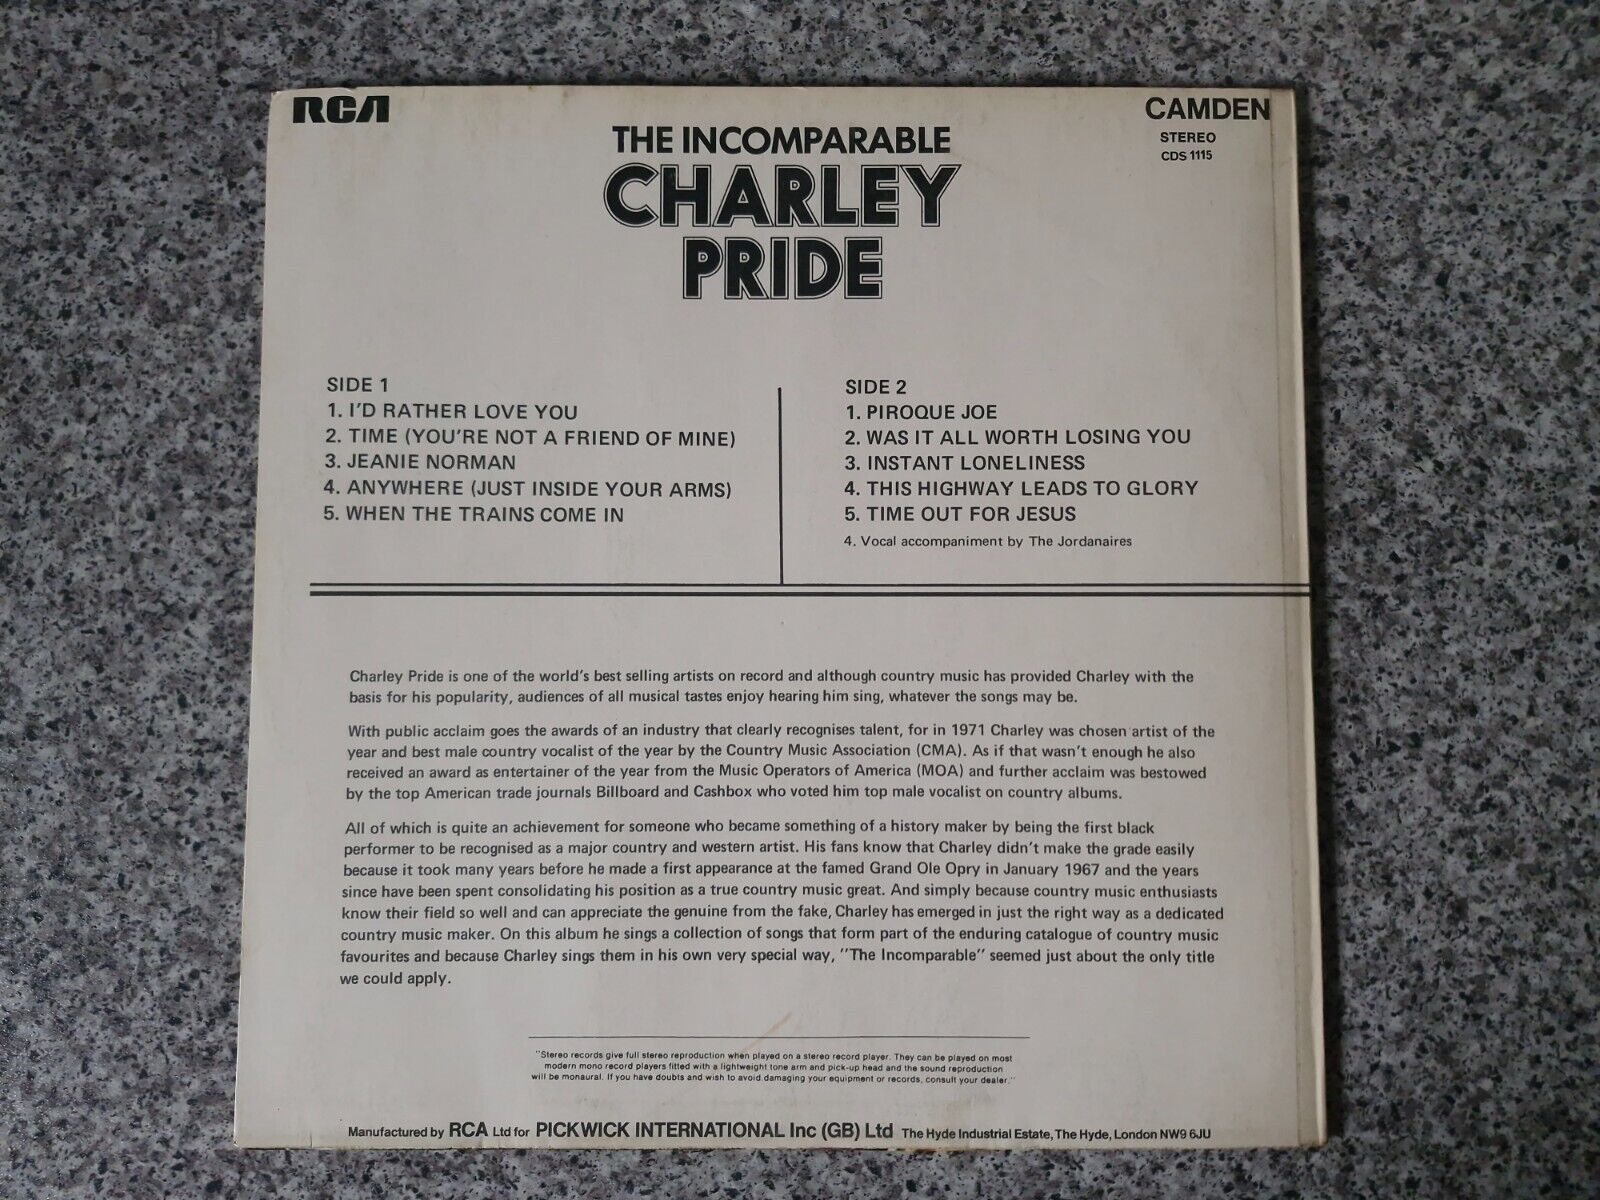 RCA
CAMDEN
STEREO
CDS 1115
THE INCOMPARABLE
CHARLEY
PRIDE
SIDE 1
1. I'D RATHER LOVE YOU
2. TIME (YOU'RE NOT A FRIEND OF MINE)
3. JEANIE NORMAN
4. ANYWHERE (JUST INSIDE YOUR ARMS)
5. WHEN THE TRAINS COME IN
SIDE 2
1. PIROQUE JOE
2. WAS IT ALL WORTH LOSING YOU
3. INSTANT LONELINESS
4. THIS HIGHWAY LEADS TO GLORY
5. TIME OUT FOR JESUS
4. Vocal accompaniment by The Jordanaires
Charley Pride is one of the world's best selling artists on record and although country music has provided Charley with the
basis for his popularity, audiences of all musical tastes enjoy hearing him sing, whatever the songs may be.
With public acclaim goes the awards of an industry that clearly recognises talent, for in 1971 Charley was chosen artist of the
year and best male country vocalist of the year by the Country Music Association (CMA). As if that wasn't enough he also
received an award as entertainer of the year from the Music Operators of America (MOA) and further acclaim was bestowed
by the top American trade journals Billboard and Cashbox who voted him top male vocalist on country albums.
All of which is quite an achievement for someone who became something of a history maker by being the first black
performer to be recognised as a major country and western artist. His fans know that Charley didn't make the grade easily
because it took many years before he made a first appearance at the famed Grand Ole Opry in January 1967 and the years
since have been spent consolidating his position as a true country music great. And simply because country music enthusiasts
know their field so well and can appreciate the genuine from the fake, Charley has emerged in just the right way as a dedicated
country music maker. On this album he sings a collection of songs that form part of the enduring catalogue of country music
favourites and because Charley sings them in his own very special way, "The Incomparable" seemed just about the only title
we could apply.
"Stereo records give full stereo reproduction when played on a stereo record player. They can be played on most
modern mono record players fitted with a lightweight tone arm and pick-up head and the sound reproduction
will be monaural. If you have doubts and wish to avoid damaging your equipment or records, consult your dealer."
Manufactured by RCA Ltd for PICKWICK INTERNATIONAL Inc (GB) Ltd The Hyde Industrial Estate, The Hyde, London NW9 6JU